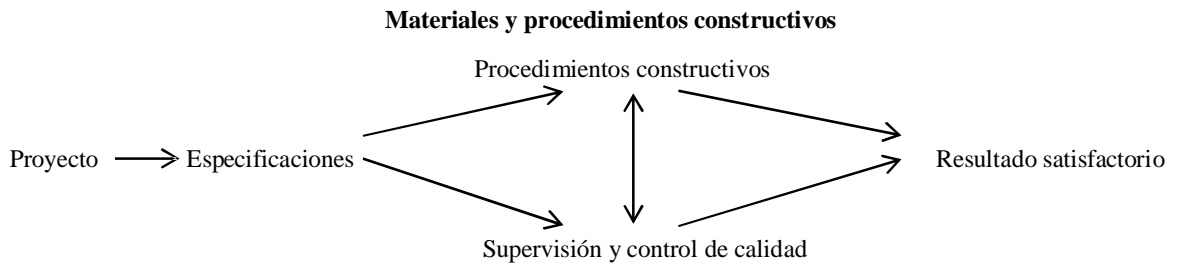 Materiales y procedimientos constructivos
Procedimientos constructivos
Proyecto
Especificaciones
Resultado satisfactorio
Supervisión y control de calidad